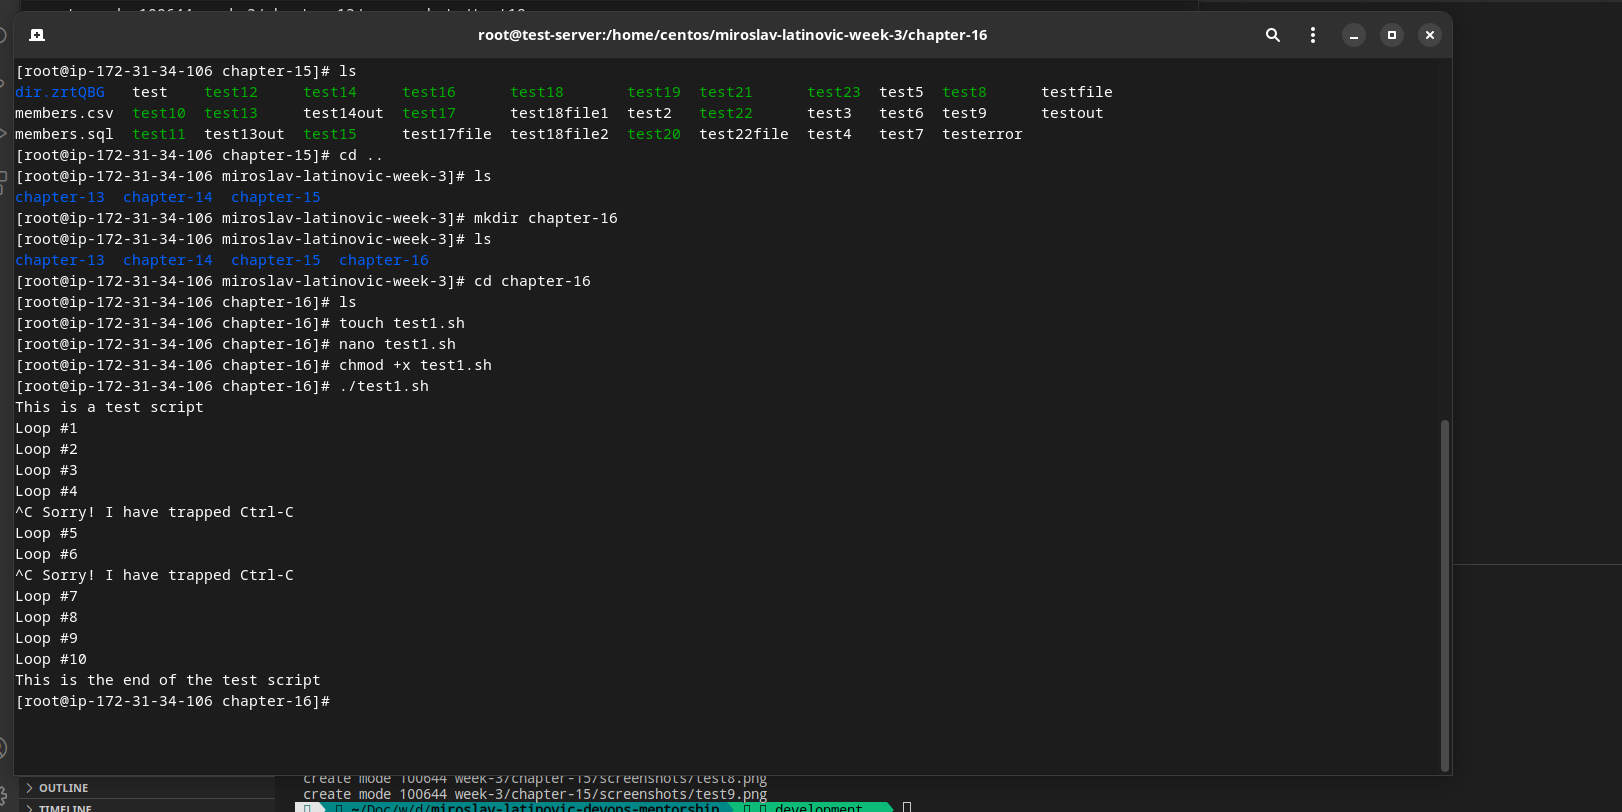 root@test-server:/home/centos/miroslav-latinovic-week-3/chapter-16
[root@ip-172-31-34-106 chapter-15]# ls
dir.zrtQBG   test   test12   test14   test16   test18   test19   test21   test23   test5   test8   testfile
members.csv   test10   test13   test14out   test17   test18file1   test2   test22   test3   test6   test9   testout
members.sql   test11   test13out   test15   test17file   test18file2   test20   test22file   test4   test7   testerror
[root@ip-172-31-34-106 chapter-15]# cd ..
[root@ip-172-31-34-106 miroslav-latinovic-week-3]# ls
chapter-13  chapter-14  chapter-15
[root@ip-172-31-34-106 miroslav-latinovic-week-3]# mkdir chapter-16
[root@ip-172-31-34-106 miroslav-latinovic-week-3]# ls
chapter-13  chapter-14  chapter-15  chapter-16
[root@ip-172-31-34-106 miroslav-latinovic-week-3]# cd chapter-16
[root@ip-172-31-34-106 chapter-16]# ls
[root@ip-172-31-34-106 chapter-16]# touch test1.sh
[root@ip-172-31-34-106 chapter-16]# nano test1.sh
[root@ip-172-31-34-106 chapter-16]# chmod +x test1.sh
[root@ip-172-31-34-106 chapter-16]# ./test1.sh
This is a test script
Loop #1
Loop #2
Loop #3
Loop #4
^C Sorry! I have trapped Ctrl-C
Loop #5
Loop #6
^C Sorry! I have trapped Ctrl-C
Loop #7
Loop #8
Loop #9
Loop #10
This is the end of the test script
[root@ip-172-31-34-106 chapter-16]#
create mode 100644 week-3/chapter-15/screenshots/test8.png
OUTLINE
create mode 100644 week-3/chapter-15/screenshots/test9.png
TIMELINE
~/Doc/w/d/miroslav-latinovic-devops-mentorship
development